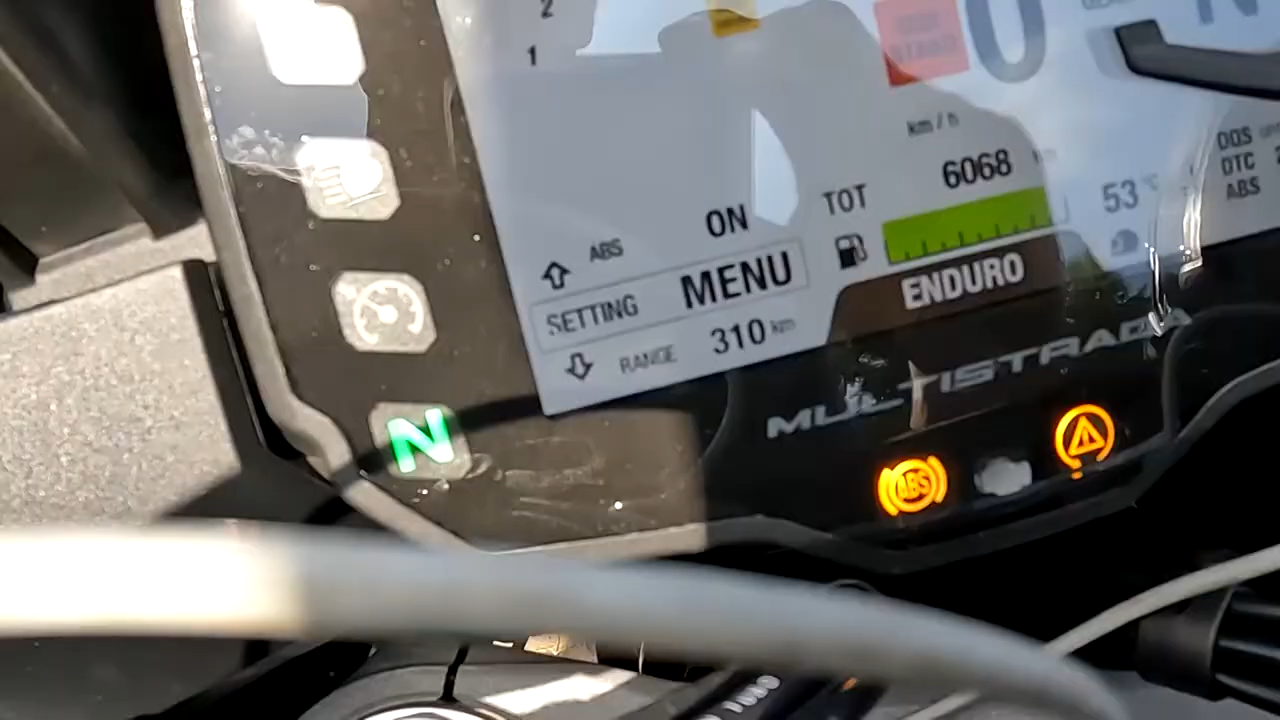 2
1
0
N
km/h
TOT 6068
53 °C
DQS
DTC
ABS
ABS ON
SETTING MENU
RANGE 310 km
ENDURO
MULTISTRADA
N
ABS